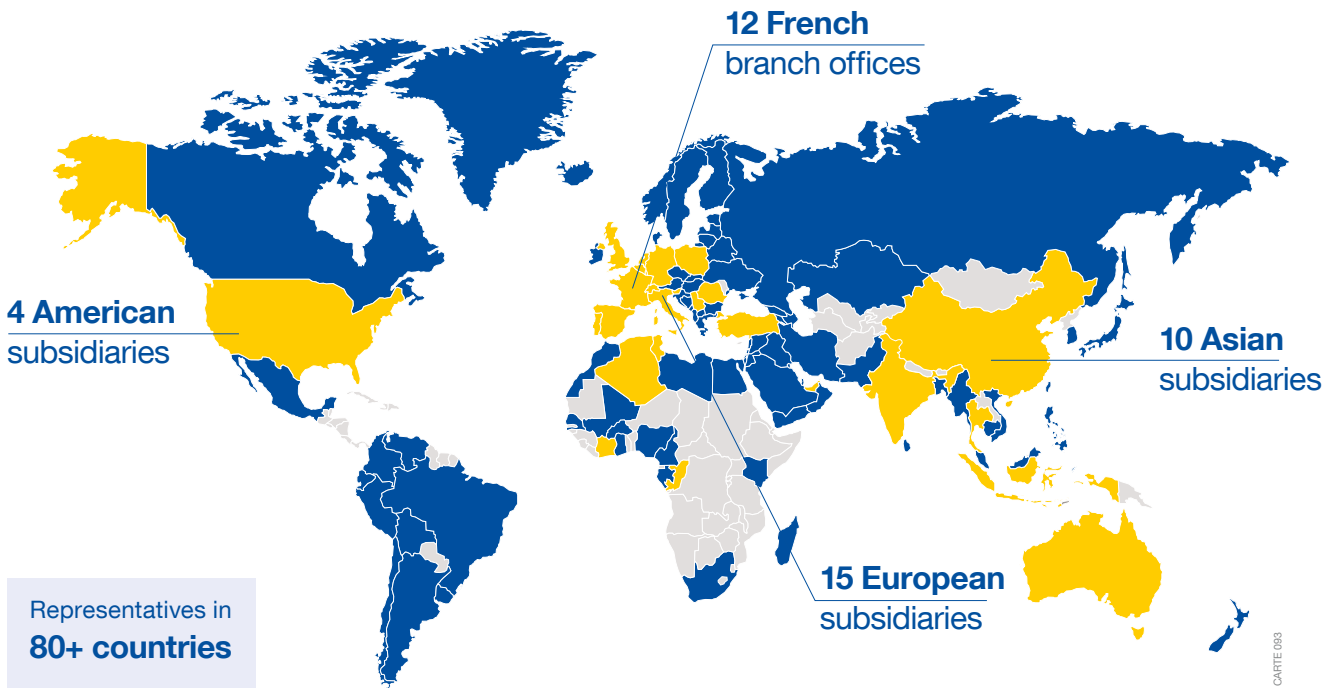 12 French
branch offices
4 American
subsidiaries
10 Asian
subsidiaries
15 European
subsidiaries
Representatives in
80+ countries
CARTE 093